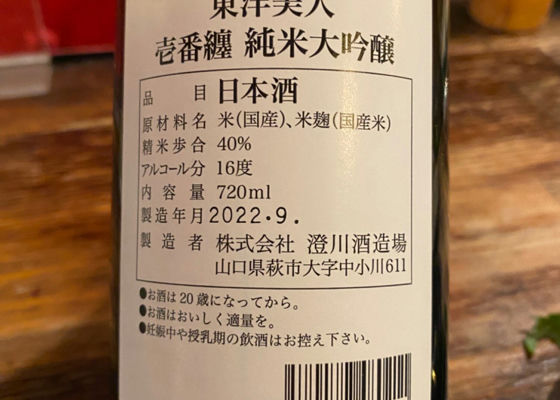 東洋美人
壱番纏 純米大吟醸
品目 日本酒
原材料名 米(国産)、米麹(国産米)
精米歩合 40%
アルコール分 16度
内容量 720ml
製造年月 2022.9.
製造者 株式会社 澄川酒造場
山口県萩市大字中小川611
●お酒は20歳になってから。
●お酒はおいしく適量を。
●妊娠中や授乳期の飲酒はお控え下さい。